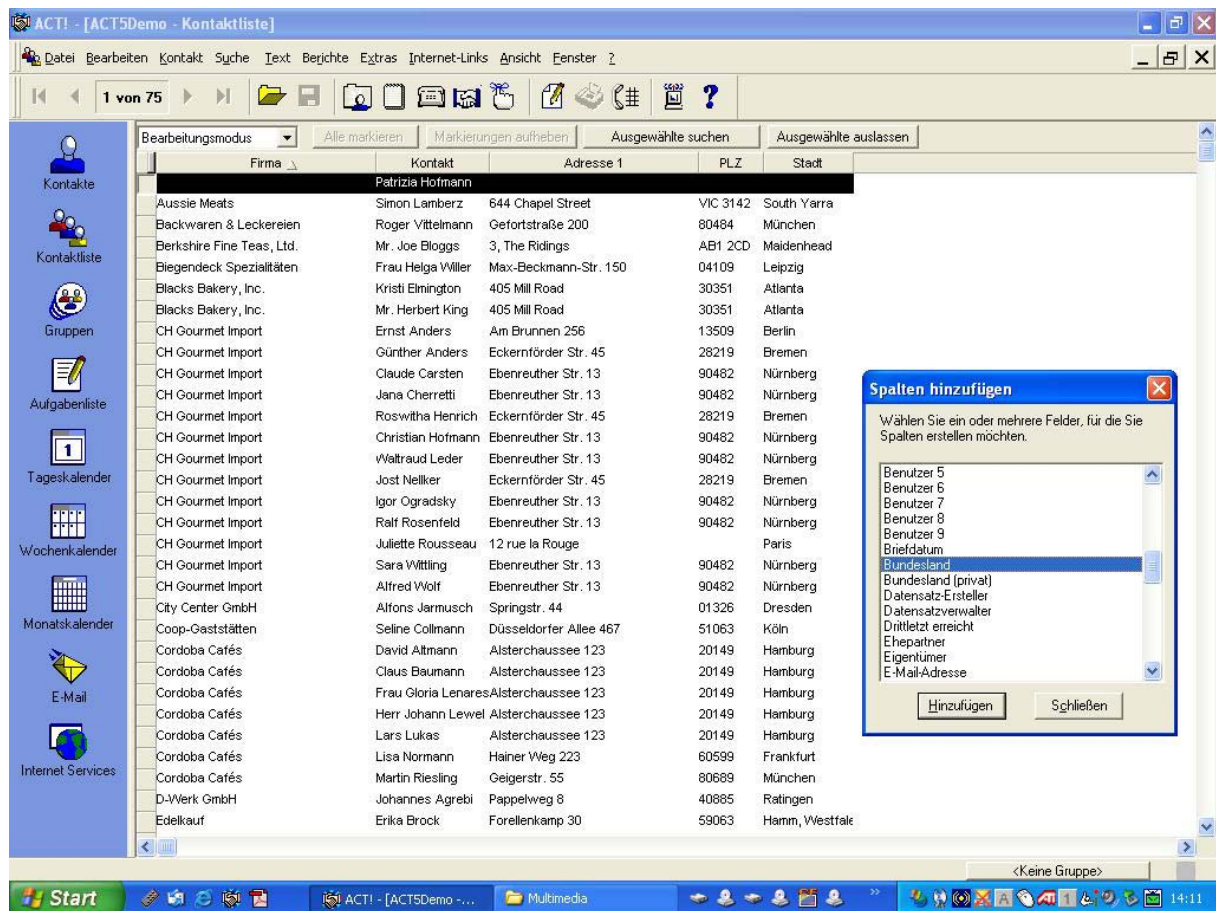 ACT! - [ACT5Demo - Kontaktliste]
Datei Bearbeiten Kontakt Suche Text Berichte Extras Internet-Links Ansicht Fenster ?
1 von 75
Bearbeitungsmodus Alle markieren Markierungen aufheben Ausgewählte suchen Ausgewählte auslassen
Firma Kontakt Adresse 1 PLZ Stadt
Patrizia Hofmann
Aussie Meats Simon Lamberz 644 Chapel Street VIC 3142 South Yarra
Backwaren & Leckereien Roger Vittelmann Gefortstraße 200 80484 München
Berkshire Fine Teas, Ltd. Mr. Joe Bloggs 3, The Ridings AB1 2CD Maidenhead
Biegendeck Spezialitäten Frau Helga Willer Max-Beckmann-Str. 150 04109 Leipzig
Blacks Bakery, Inc. Kristi Elmington 405 Mill Road 30351 Atlanta
Blacks Bakery, Inc. Mr. Herbert King 405 Mill Road 30351 Atlanta
CH Gourmet Import Ernst Anders Am Brunnen 256 13509 Berlin
CH Gourmet Import Günther Anders Eckernförder Str. 45 28219 Bremen
CH Gourmet Import Claude Carsten Ebenreuther Str. 13 90482 Nürnberg
CH Gourmet Import Jana Cherretti Ebenreuther Str. 13 90482 Nürnberg
CH Gourmet Import Roswitha Henrich Eckernförder Str. 45 28219 Bremen
CH Gourmet Import Christian Hofmann Ebenreuther Str. 13 90482 Nürnberg
CH Gourmet Import Waltraud Leder Ebenreuther Str. 13 90482 Nürnberg
CH Gourmet Import Jost Nellker Eckernförder Str. 45 28219 Bremen
CH Gourmet Import Igor Ogradsky Ebenreuther Str. 13 90482 Nürnberg
CH Gourmet Import Ralf Rosenfeld Ebenreuther Str. 13 90482 Nürnberg
CH Gourmet Import Juliette Rousseau 12 rue la Rouge Paris
CH Gourmet Import Sara Wittling Ebenreuther Str. 13 90482 Nürnberg
CH Gourmet Import Alfred Wolf Ebenreuther Str. 13 90482 Nürnberg
City Center GmbH Alfons Jarmusch Springstr. 44 01326 Dresden
Coop-Gaststätten Seline Collmann Düsseldorfer Allee 467 51063 Köln
Cordoba Cafés David Altmann Alsterchaussee 123 20149 Hamburg
Cordoba Cafés Claus Baumann Alsterchaussee 123 20149 Hamburg
Cordoba Cafés Frau Gloria Lenares Alsterchaussee 123 20149 Hamburg
Cordoba Cafés Herr Johann Lewel Alsterchaussee 123 20149 Hamburg
Cordoba Cafés Lars Lukas Alsterchaussee 123 20149 Hamburg
Cordoba Cafés Lisa Normann Hainer Weg 223 60599 Frankfurt
Cordoba Cafés Martin Riesling Geigerstr. 55 80689 München
D-Werk GmbH Johannes Agrebi Pappelweg 8 40885 Ratingen
Edelkauf Erika Brock Forellenkamp 30 59063 Hamm, Westfale
Kontakte
Kontaktliste
Gruppen
Aufgabenliste
1
Tageskalender
Wochenkalender
Monatskalender
E-Mail
Internet Services
Spalten hinzufügen
Wählen Sie ein oder mehrere Felder, für die Sie
Spalten erstellen möchten.
Benutzer 5
Benutzer 6
Benutzer 7
Benutzer 8
Benutzer 9
Briefdatum
Bundesland
Bundesland (privat)
Datensatz-Ersteller
Datensatzverwalter
Drittletzt erreicht
Ehepartner
Eigentümer
E-Mail-Adresse
Hinzufügen Schließen
<Keine Gruppe>
Start ACT! - [ACT5Demo -... Multimedia 14:11